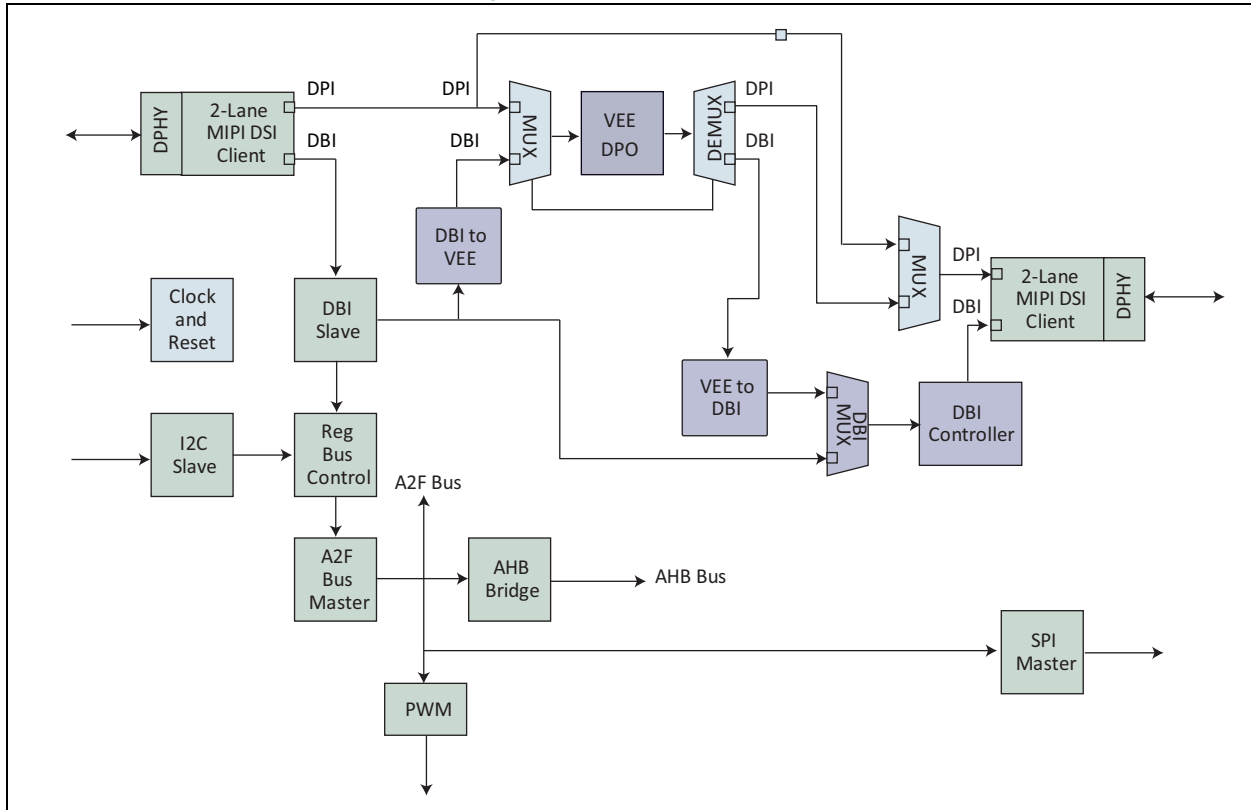 DPHY
2-Lane
MIPI DSI
Client
DPI
DBI
DPI
DBI
MUX
VEE
DPO
DEMUX
DPI
DBI
DBI to
VEE
MUX
DPI
DBI
2-Lane
MIPI DSI
Client
DPHY
Clock
and
Reset
DBI
Slave
VEE to
DBI
DBI
MUX
DBI
Controller
I2C
Slave
Reg
Bus
Control
A2F Bus
A2F
Bus
Master
AHB
Bridge
AHB Bus
SPI
Master
PWM